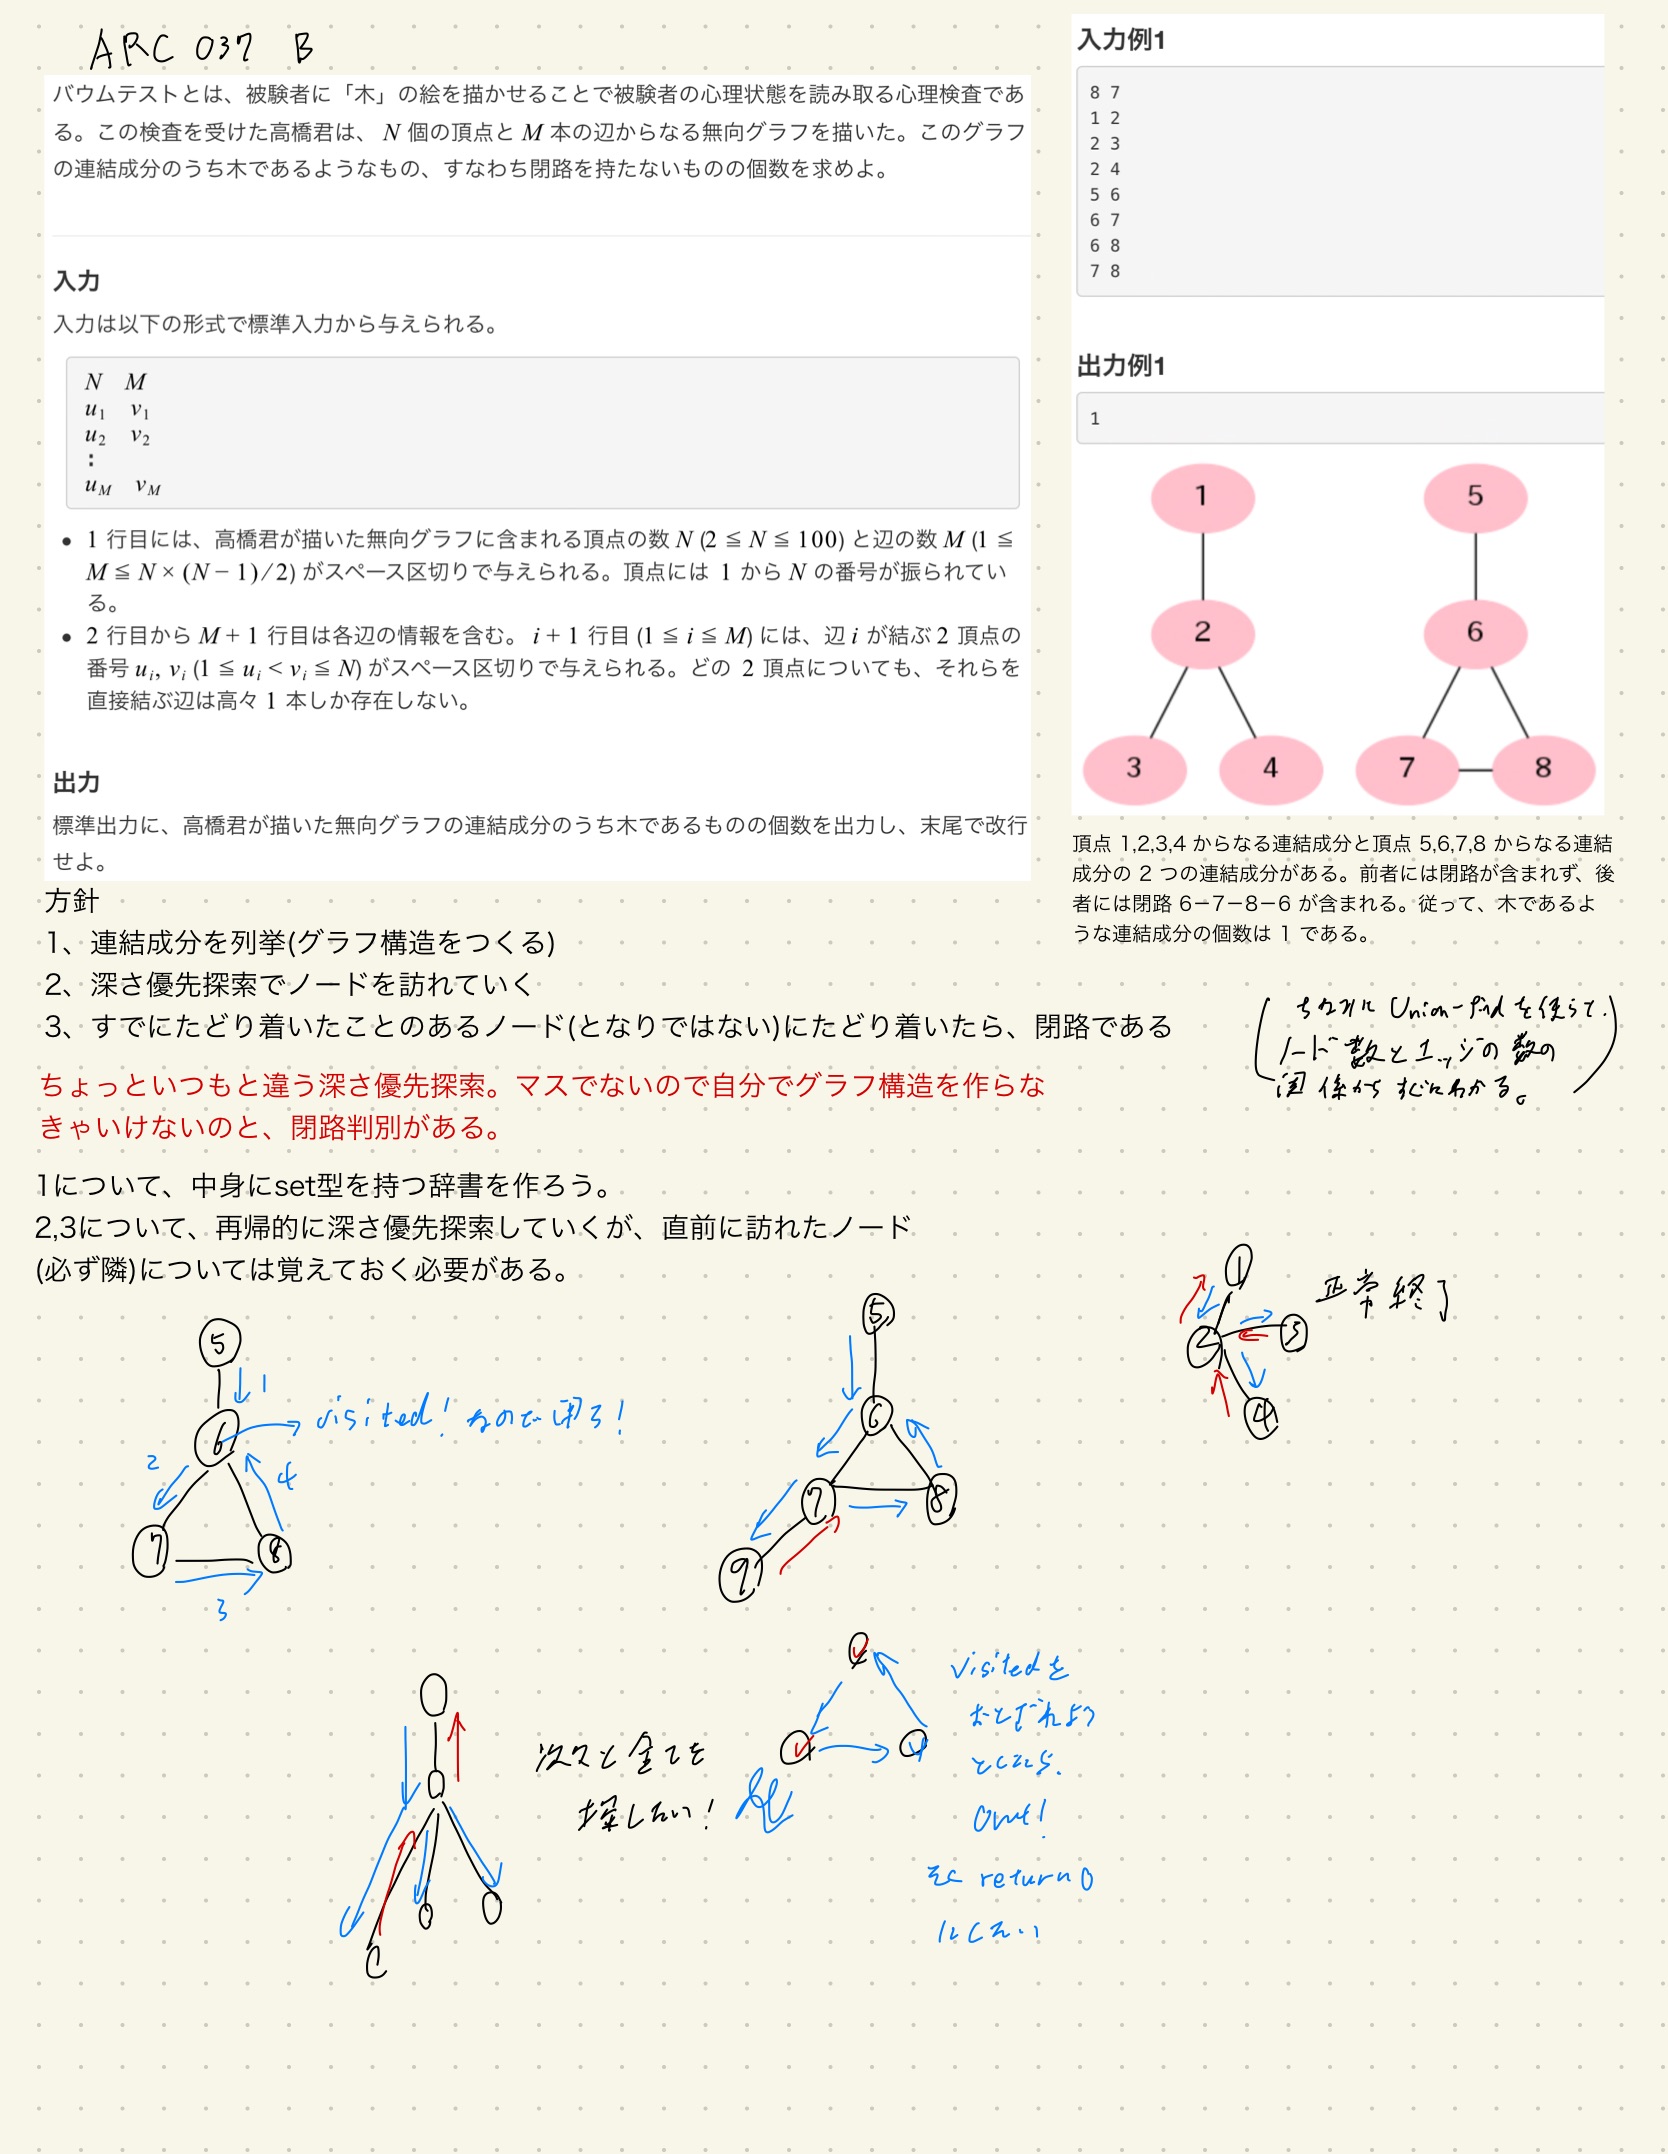 ARC 037 B
バウムテストとは、被験者に「木」の絵を描かせることで被験者の心理状態を読み取る心理検査であ
る。この検査を受けた高橋君は、 N 個の頂点と M 本の辺からなる無向グラフを描いた。このグラフ
の連結成分のうち木であるようなもの、すなわち閉路を持たないものの個数を求めよ。
入力
入力は以下の形式で標準入力から与えられる。
N M
u1 v1
u2 v2
⋮
uM vM
• 1 行目には、高橋君が描いた無向グラフに含まれる頂点の数 N (2 ≦ N ≦ 100) と辺の数 M (1 ≦
M ≦ N × (N − 1)/2) がスペース区切りで与えられる。頂点には 1 から N の番号が振られてい
る。
• 2 行目から M + 1 行目は各辺の情報を含む。 i + 1 行目 (1 ≦ i ≦ M) には、辺 i が結ぶ 2 頂点の
番号 ui, vi (1 ≦ ui < vi ≦ N) がスペース区切りで与えられる。どの 2 頂点についても、それらを
直接結ぶ辺は高々 1 本しか存在しない。
出力
標準出力に、高橋君が描いた無向グラフの連結成分のうち木であるものの個数を出力し、末尾で改行
せよ。
入力例1
8 7
1 2
2 3
2 4
5 6
6 7
6 8
7 8
出力例1
1
1 5
2 6
3 4 7 8
頂点 1,2,3,4 からなる連結成分と頂点 5,6,7,8 からなる連結
成分の 2 つの連結成分がある。前者には閉路が含まれず、後
者には閉路 6−7−8−6 が含まれる。従って、木であるよ
うな連結成分の個数は 1 である。
方針
1、連結成分を列挙(グラフ構造をつくる)
2、深さ優先探索でノードを訪れていく
3、すでにたどり着いたことのあるノード(となりではない)にたどり着いたら、閉路である
(ちなみに Union-findを使うと、
ノード数とエッジの数の
関係から すぐにわかる。)
ちょっといつもと違う深さ優先探索。マスでないので自分でグラフ構造を作らな
きゃいけないのと、閉路判別がある。
1について、中身にset型を持つ辞書を作ろう。
2,3について、再帰的に深さ優先探索していくが、直前に訪れたノード
(必ず隣)については覚えておく必要がある。
5
1
6 visited! なので困る!
2 4
7 8
3
5
6
7 8
9
1 正常終了
2 3
4
次々と全てを
探したい!
visitedを
おとずれよう
としたら、
Out!
return 0
にしたい